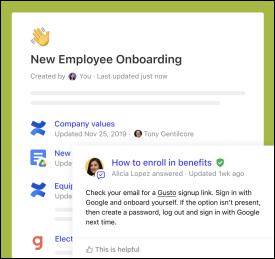 New Employee Onboarding
Created by You · Last updated just now
Company values
Updated Nov 25, 2019 · Tony Gentilcore
New
Updated
How to enroll in benefits
Alicia Lopez answered · Updated 1wk ago
Equip
Check your email for a Gusto signup link. Sign in with
Google and onboard yourself. If the option isn't present,
then create a password, log out and sign in with Google
next time.
g Elect
This is helpful